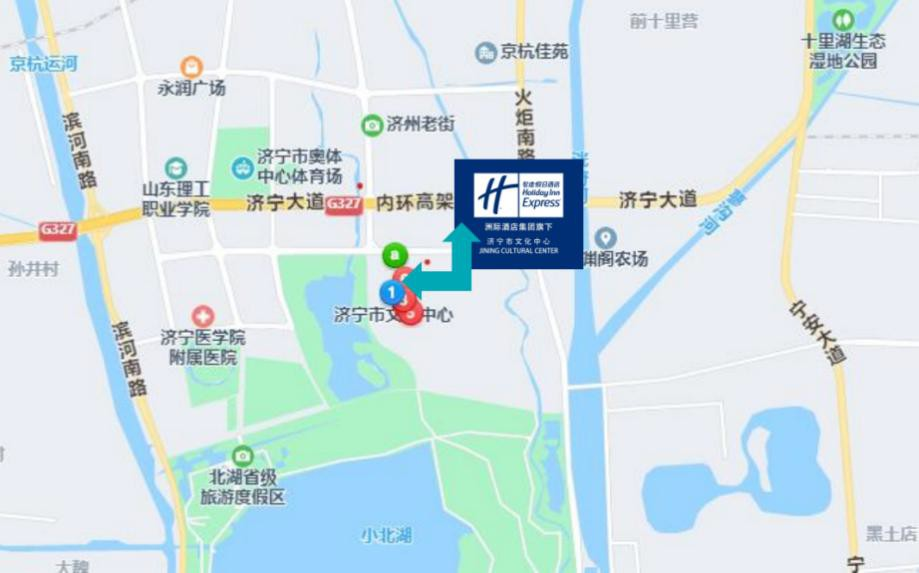 前十里营
十里湖生态
湿地公园
京杭佳苑
京杭运河
永润广场
滨河南路
火炬南路
济州老街
济宁市奥体
中心体育场
山东理工
职业学院
济宁大道
G327
内环高架
济宁大道
G327
智选假日酒店
Holiday Inn
Express
洲际酒店集团旗下
济宁市文化中心
JINING CULTURAL CENTER
蓼沟河
孙井村
a
农场
1
济宁市文
中心
宁安大道
滨河南路
济宁医学院
附属医院
北湖省级
旅游度假区
小北湖
黑土店
大魏
宁